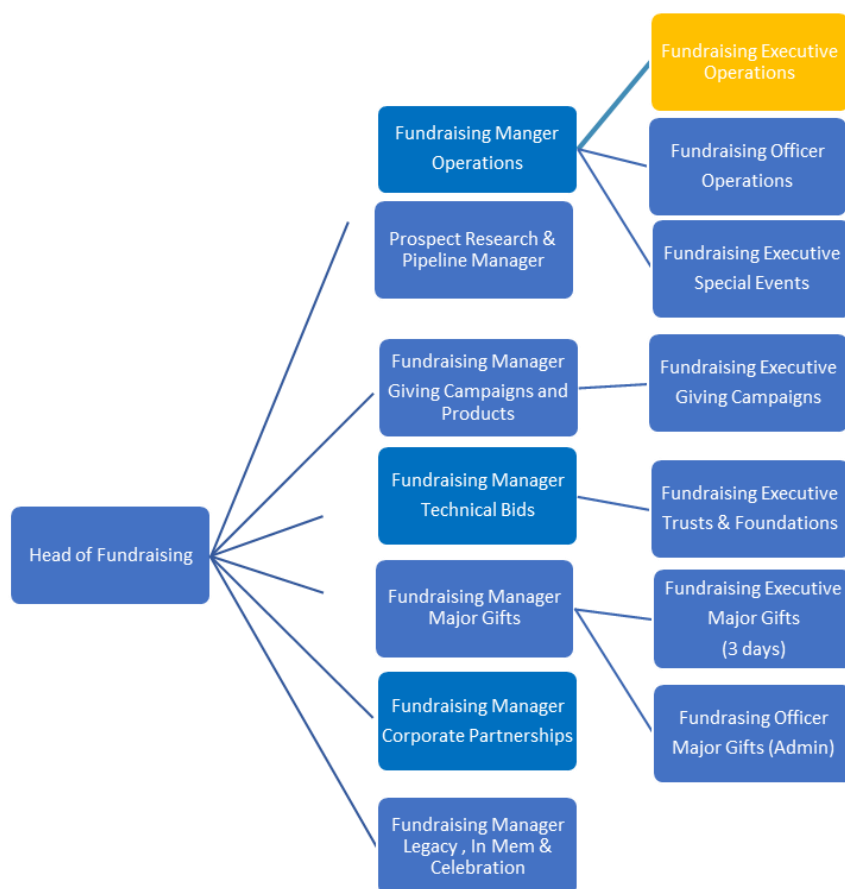 Fundraising Executive
Operations
Fundraising Manger
Operations
Fundraising Officer
Operations
Prospect Research &
Pipeline Manager
Fundraising Executive
Special Events
Fundraising Manager
Giving Campaigns and
Products
Fundraising Executive
Giving Campaigns
Fundraising Manager
Technical Bids
Fundraising Executive
Trusts & Foundations
Head of Fundraising
Fundraising Manager
Major Gifts
Fundraising Executive
Major Gifts
(3 days)
Fundraising Manager
Corporate Partnerships
Fundrasing Officer
Major Gifts (Admin)
Fundraising Manager
Legacy , In Mem &
Celebration